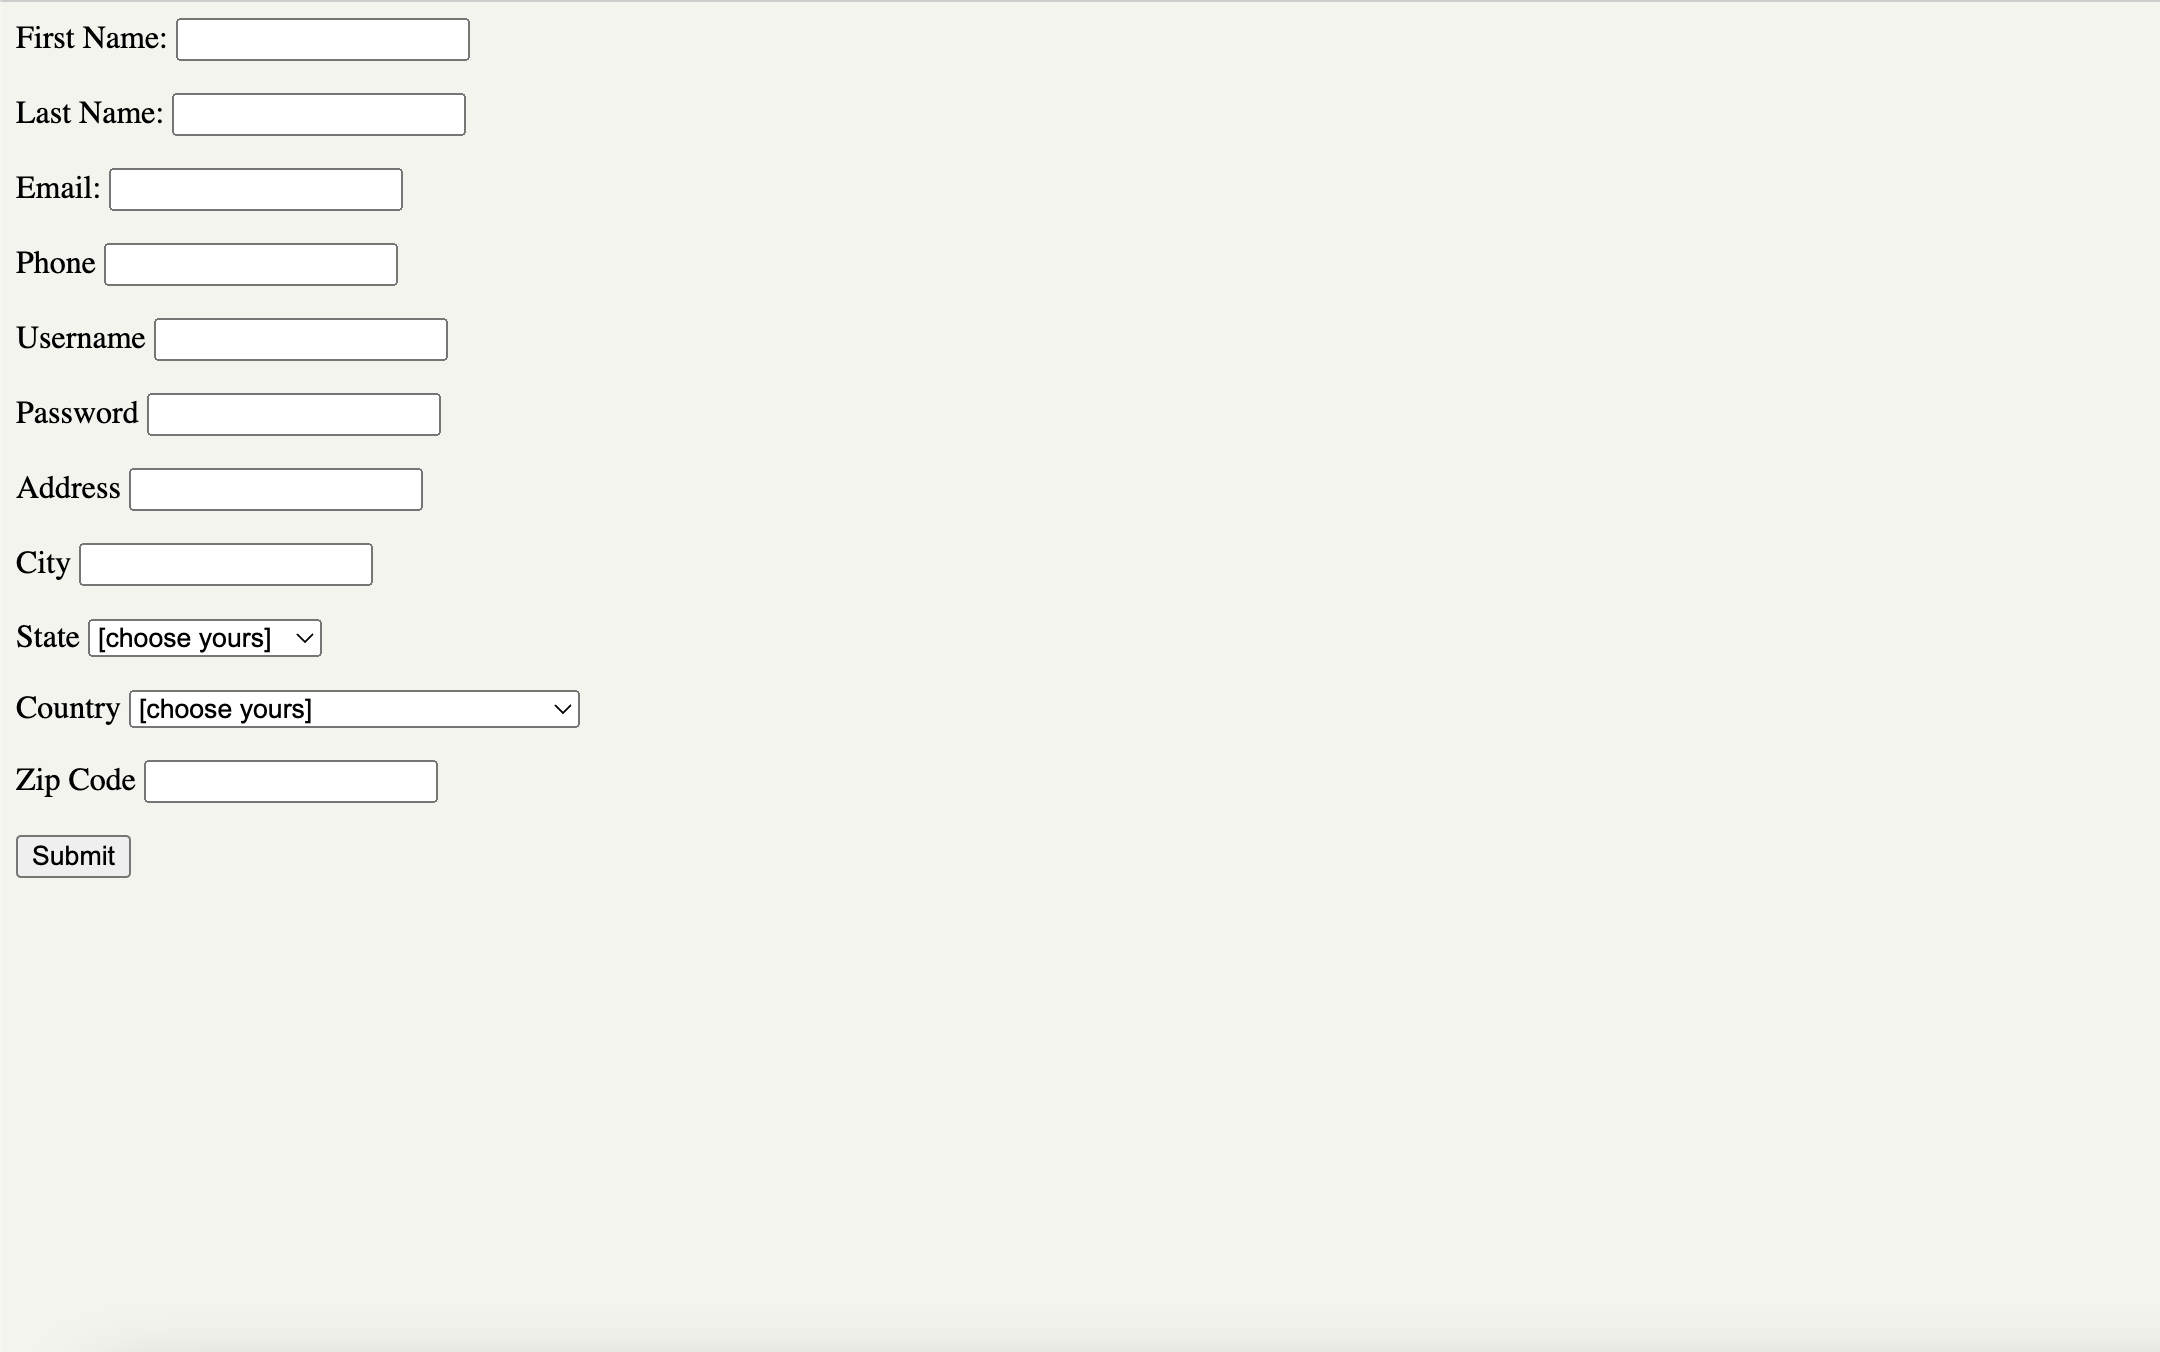 First Name:
Last Name:
Email:
Phone
Username
Password
Address
City
State [choose yours]
Country [choose yours]
Zip Code
Submit